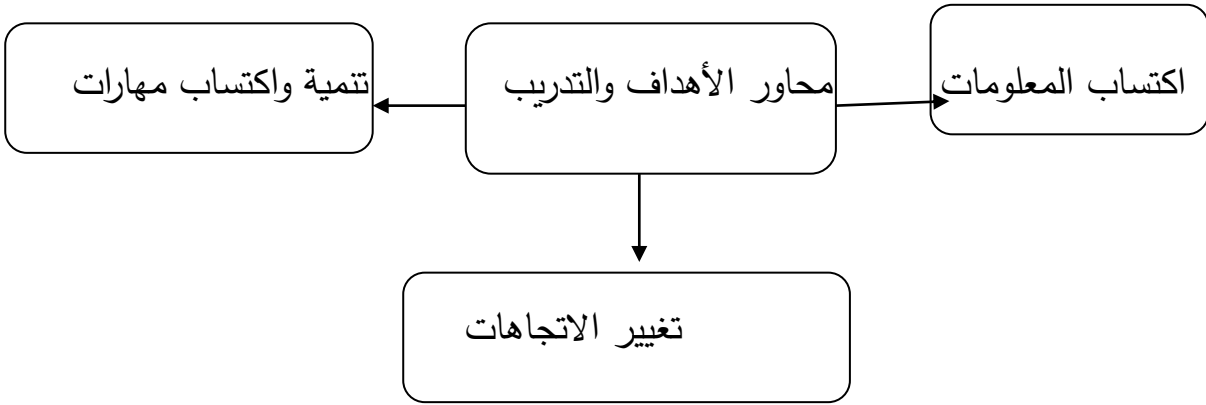 اكتساب المعلومات
محاور الأهداف والتدريب
تنمية واكتساب مهارات
تغيير الاتجاهات